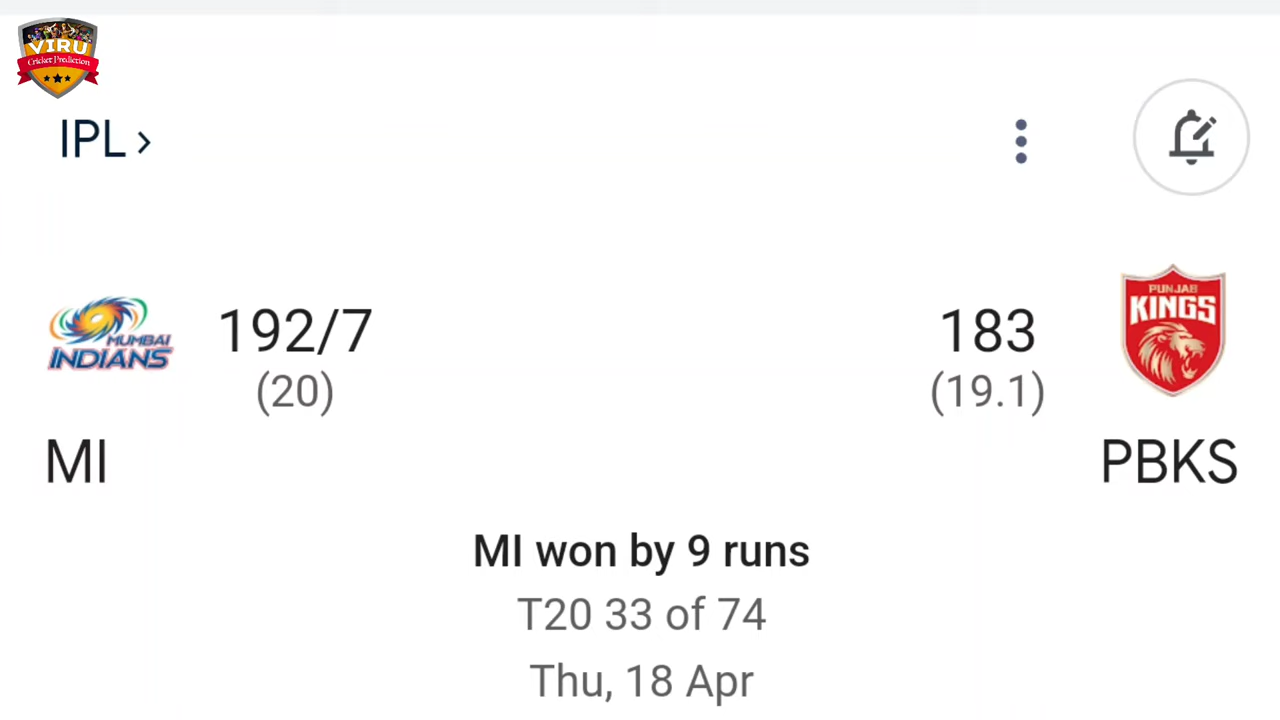 VIRU
Cricket Prediction
IPL >
MUMBAI
INDIANS
192/7
(20)
MI
183
(19.1)
PUNJAB
KINGS
PBKS
MI won by 9 runs
T20 33 of 74
Thu, 18 Apr